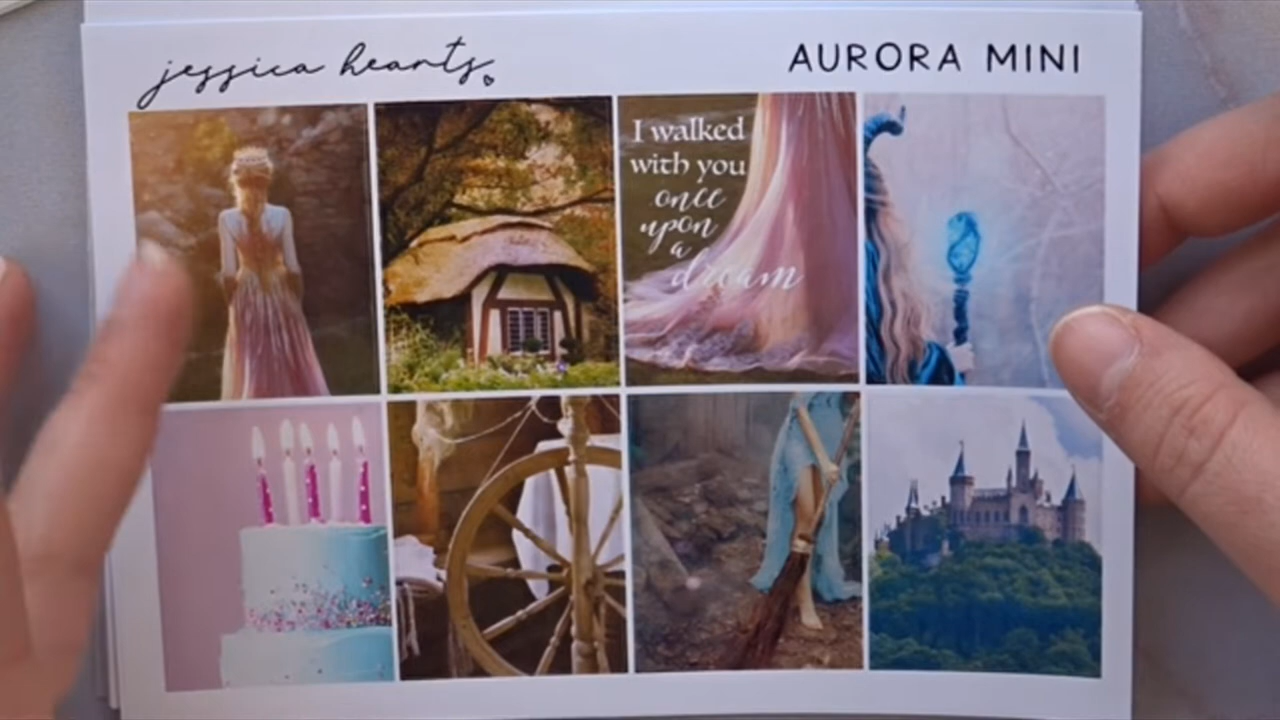 jessica hearts
AURORA MINI
I walked
with you
once
upon
a
dream